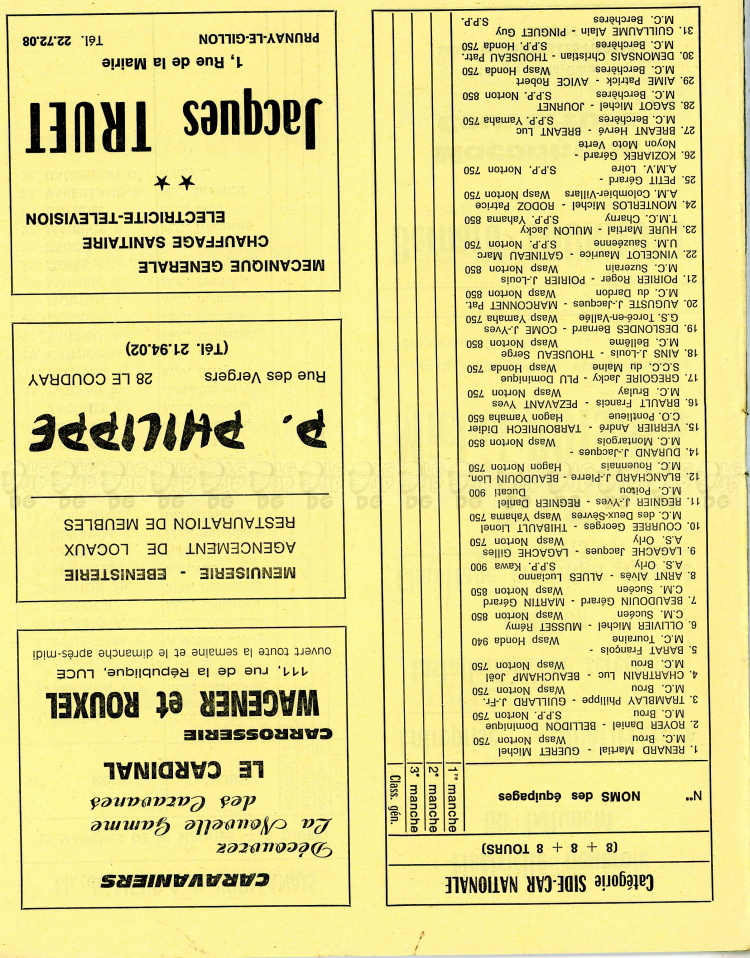 Catégorie SIDE-CAR NATIONALE
(8 + 8 + 8 TOURS)
Nos NOMS des équipages
1re manche
2e manche
3e manche
Class. gén.
1. RENARD Martial - GUERET Michel
M.C. Brou Wasp Norton 750
2. ROYER Daniel - BELLIDON Dominique
M.C. Brou S.P.P. Norton 750
3. TRAMBLAY Philippe - GUILLARD J.-Fr.
M.C. Brou Wasp Norton 750
4. CHARTRAIN Luc - BEAUCHAMP Joël
M.C. Brou Wasp Norton 750
5. BARAT François -
M.C. Touraine Wasp Honda 940
6. OLLIVIER Michel - MUSSET Rémy
C.M. Sucéen Wasp Norton 850
7. BEAUDOUIN Gérard - MARTIN Gérard
C.M. Sucéen Wasp Norton 850
8. ARNT Alvès - ALUES Lucianno
A.S. Orly S.P.P. Kawa 900
9. LAGACHE Jacques - LAGACHE Gilles
A.S. Orly Wasp Norton 750
10. COURREE Georges - THIBAULT Lionel
M.C. des Deux-Sèvres Wasp Yahama 750
11. REGNIER J.-Yves - REGNIER Daniel
M.C. Poitou Ducati 900
12. BLANCHARD J.-Pierre - BEAUDOUIN Lion.
M.C. Rouennais Hagon Norton 750
14. DURAND J.-Jacques -
M.C. Montargois Wasp Norton 850
15. VERRIER André - TARBOURIECH Didier
C.O. Pontlieue Hagon Yamaha 650
16. BRAULT Francis - PEZAVANT Yves
M.C. Brulay Wasp Norton 750
17. GREGOIRE Jacky - PLU Dominique
S.C.C. du Maine Wasp Honda 750
18. AINS J.-Louis - THOUSEAU Serge
M.C. Bellême Wasp Norton 850
19. DESLONDES Bernard - COME J.-Yves
G.S. Torcé-en-Vallée Wasp Yamaha 750
20. AUGUSTE J.-Jacques - MARCONNET Pat.
M.C. du Dardon Wasp Norton 850
21. POIRIER Roger - POIRIER J.-Louis
M.C. Suzerain Wasp Norton 850
22. VINCELOT Maurice - GATINEAU Marc
U.M. Sauzéenne S.P.P. Norton 750
23. HURE Martial - MULON Jacky
T.M.C. Charny S.P.P. Yahama 850
24. MONTERLOS Michel - RODOZ Patrice
A.M. Colombier-Villars Wasp Norton 750
25. PETIT Gérard -
A.M.V. Loire S.P.P. Norton 750
26. KOZIAREK Gérard -
Noyon Moto Verte
27. BREANT Hervé - BREANT Luc
M.C. Berchères S.P.P. Yamaha 750
28. SAGOT Michel - JOURNET
M.C. Berchères S.P.P. Norton 850
29. AIME Patrick - AVICE Robert
M.C. Berchères Wasp Honda 750
30. DEMONSAIS Christian - THOUSEAU Patr.
M.C. Berchères S.P.P. Honda 750
31. GUILLAUME Alain - PINGUET Guy
M.C. Berchères S.P.P.
CARAVANIERS
Découvrez
La Nouvelle Gamme
des Caravanes
LE CARDINAL
CARROSSERIE
WAGENER et ROUXEL
111, rue de la République, LUCE
ouvert toute la semaine et le dimanche après-midi
MENUISERIE - EBENISTERIE
AGENCEMENT DE LOCAUX
RESTAURATION DE MEUBLES
P. PHILIPPE
Rue des Vergers 28 LE COUDRAY
(Tél. 21.94.02)
MECANIQUE GENERALE
CHAUFFAGE SANITAIRE
ELECTRICITE-TELEVISION
★ ★
Jacques TRUET
1, Rue de la Mairie
PRUNAY-LE-GILLON Tél. 22.72.08